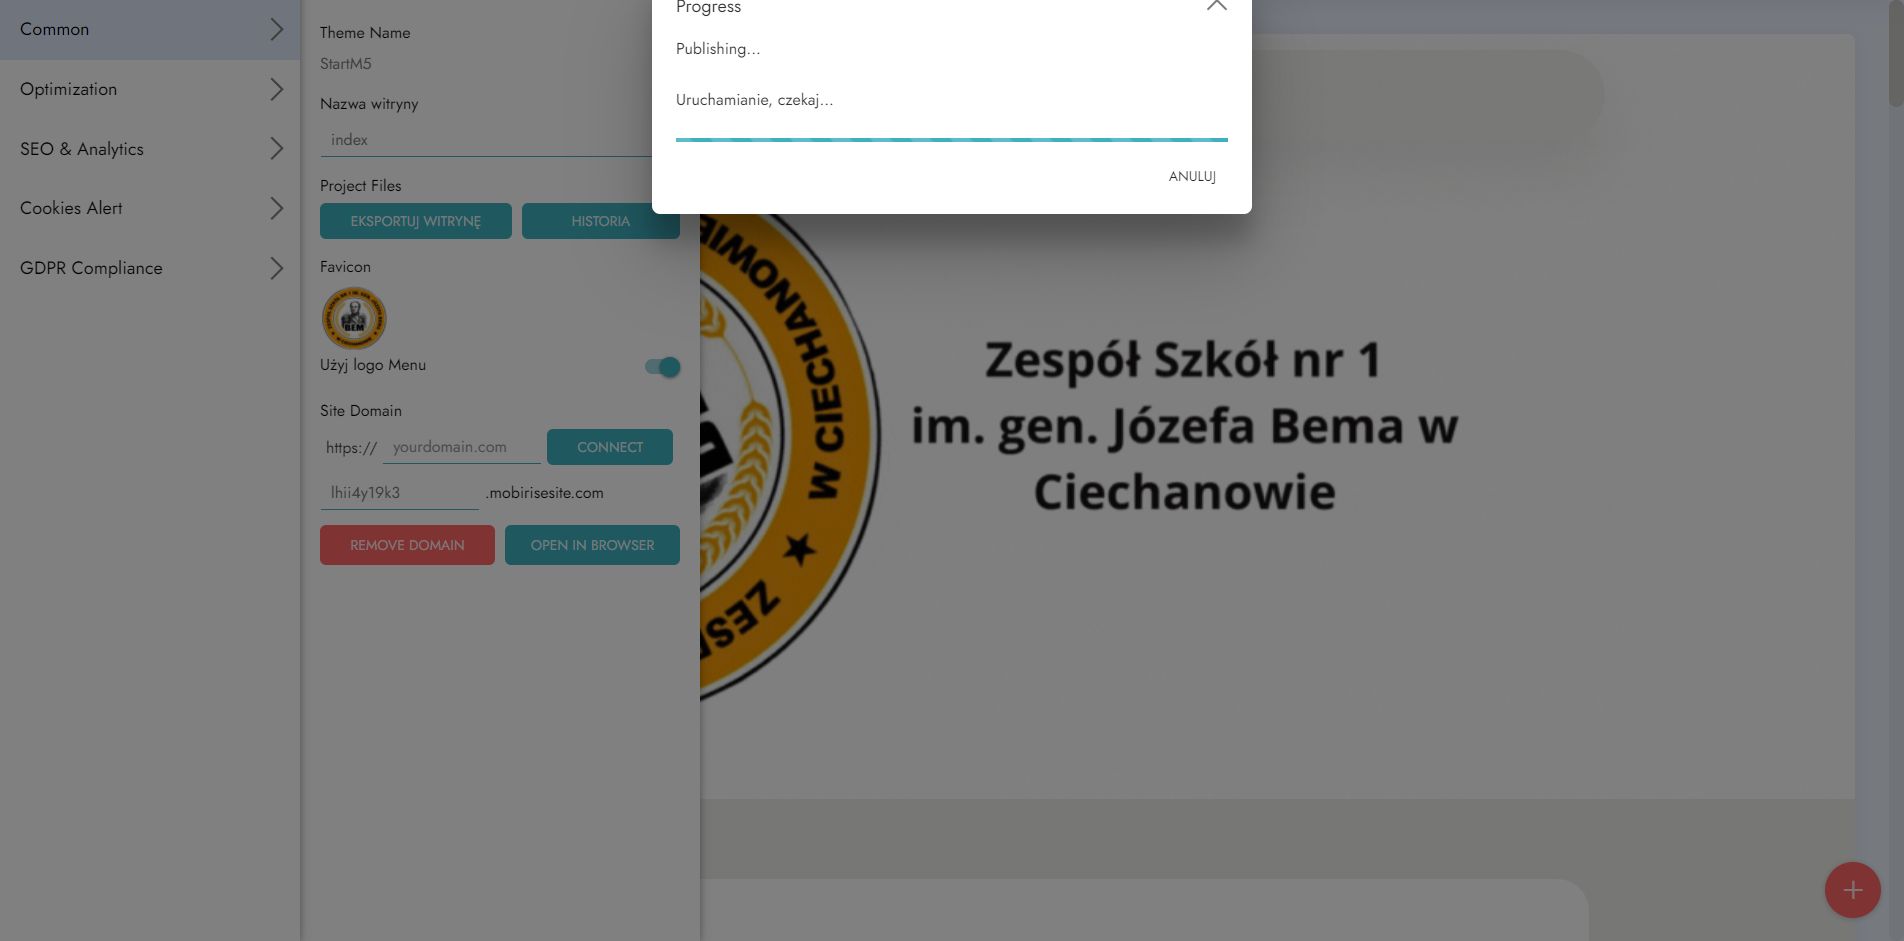 Common
Optimization
SEO & Analytics
Cookies Alert
GDPR Compliance
Theme Name
StartM5
Nazwa witryny
index
Project Files
EKSPORTUJ WITRYNĘ
HISTORIA
Favicon
BEM
Użyj logo Menu
Site Domain
https://
yourdomain.com
CONNECT
lhii4y19k3
.mobirisesite.com
REMOVE DOMAIN
OPEN IN BROWSER
Progress
Publishing...
Uruchamianie, czekaj...
ANULUJ
W CIECHANOWIE
Zespół Szkół nr 1
im. gen. Józefa Bema w
Ciechanowie